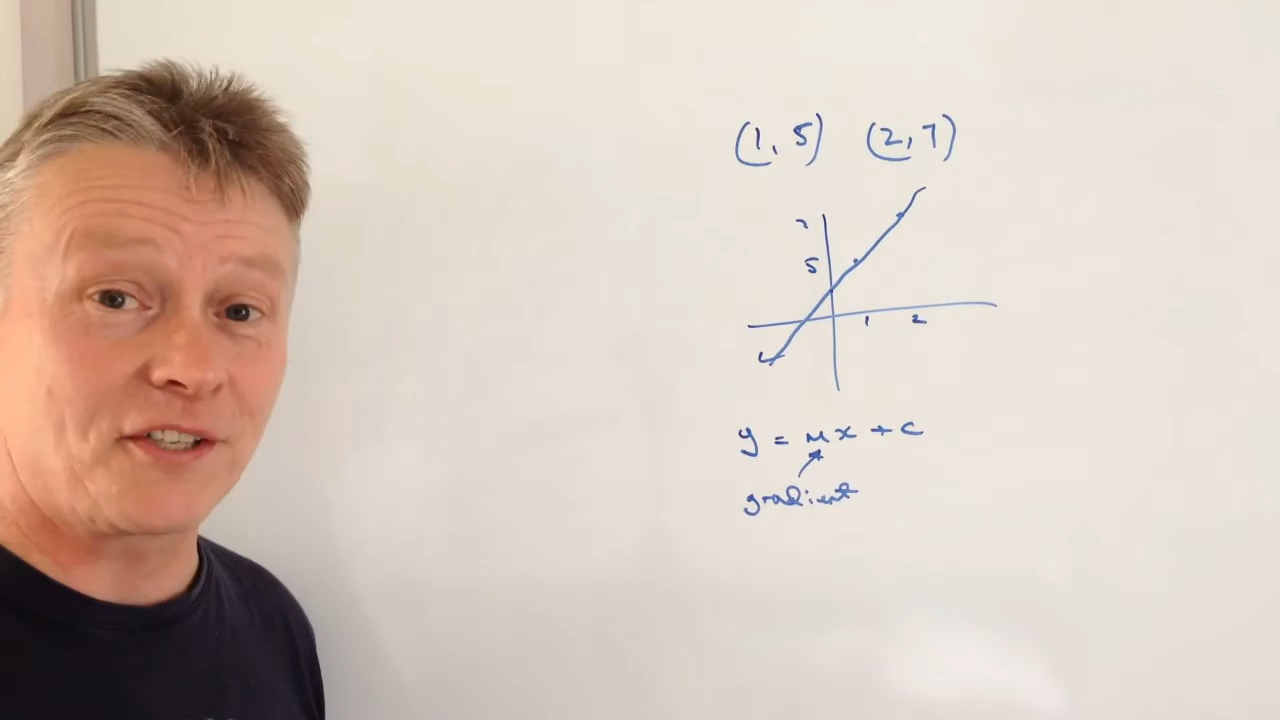 (1, 5) (2, 7)
7
5
1 2
y = mx + c
gradient